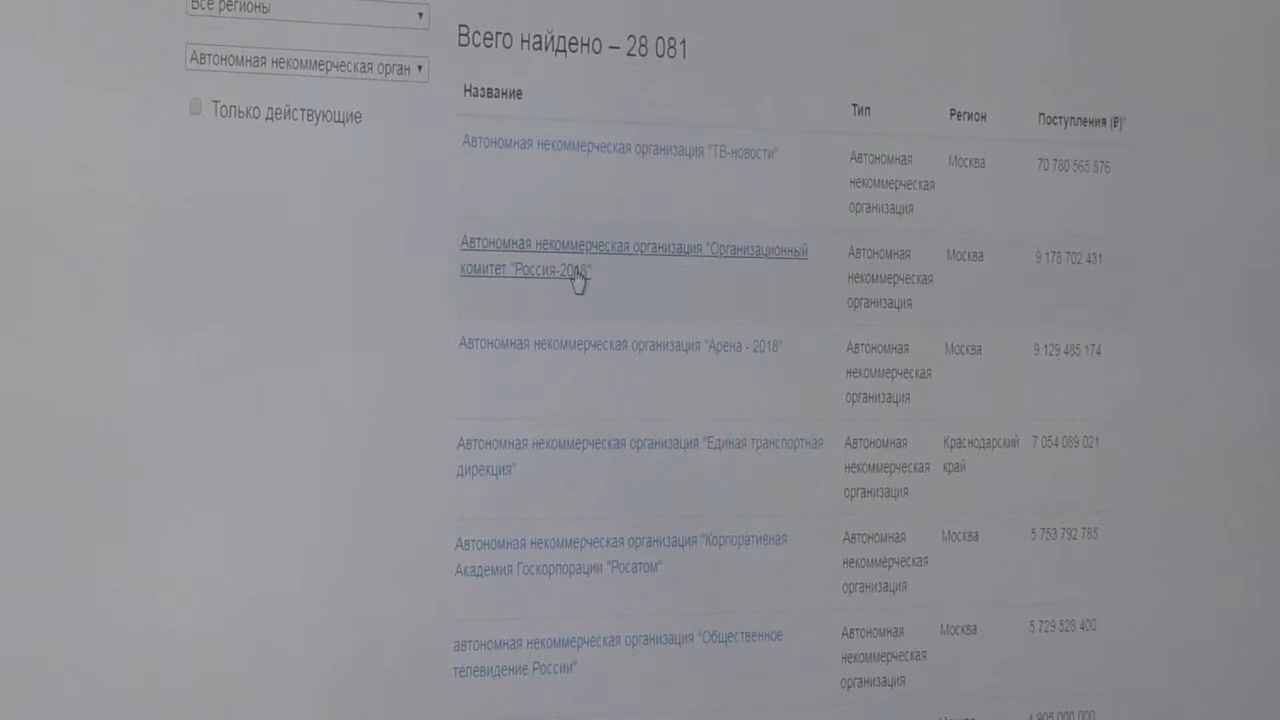 Все регионы
Автономная некоммерческая орган
Только действующие
Всего найдено – 28 081
Название
Тип
Регион
Поступления (₽)*
Автономная некоммерческая организация "ТВ-новости"
Автономная
некоммерческая
организация
Москва
70 780 565 876
Автономная некоммерческая организация "Организационный
комитет "Россия-2018"
Автономная
некоммерческая
организация
Москва
9 178 702 431
Автономная некоммерческая организация "Арена - 2018"
Автономная
некоммерческая
организация
Москва
9 129 485 174
Автономная некоммерческая организация "Единая транспортная
дирекция"
Автономная
некоммерческая
организация
Краснодарский
край
7 054 089 021
Автономная некоммерческая организация "Корпоративная
Академия Госкорпорации "Росатом"
Автономная
некоммерческая
организация
Москва
5 753 792 765
автономная некоммерческая организация "Общественное
телевидение России"
Автономная
некоммерческая
организация
Москва
5 729 528 400